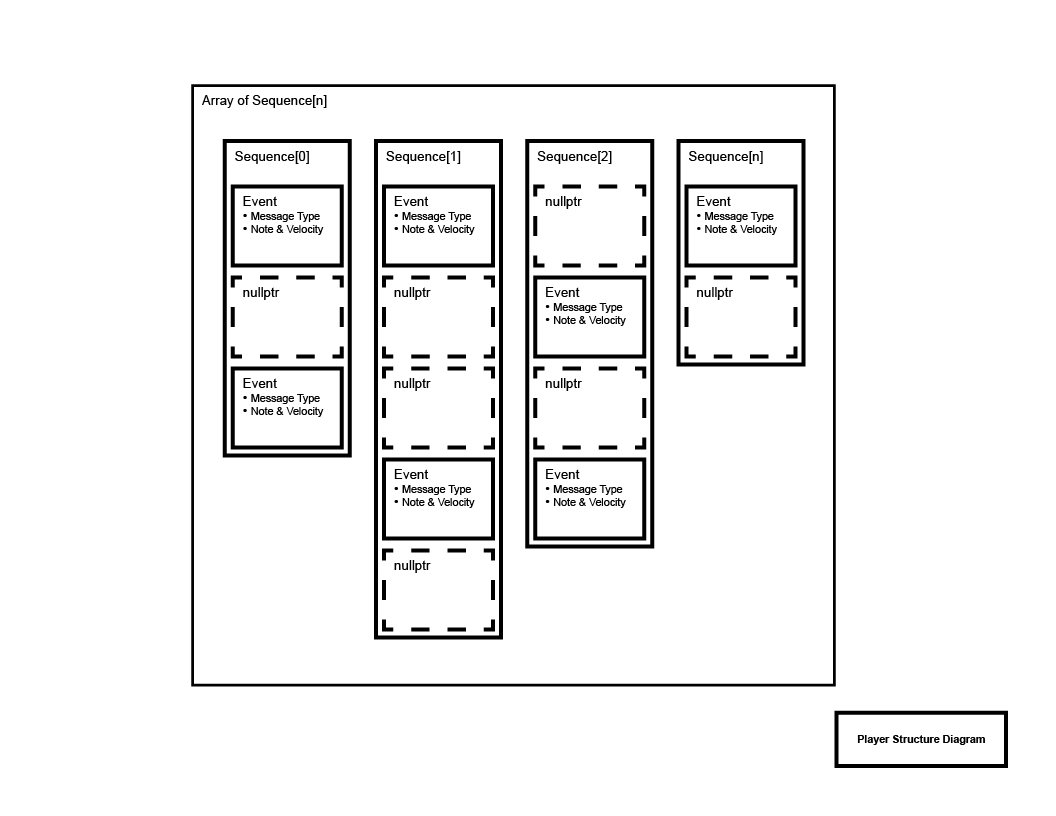 Array of Sequence[n]
Sequence[0]
Event
• Message Type
• Note & Velocity
nullptr
Event
• Message Type
• Note & Velocity
Sequence[1]
Event
• Message Type
• Note & Velocity
nullptr
nullptr
Event
• Message Type
• Note & Velocity
nullptr
Sequence[2]
nullptr
Event
• Message Type
• Note & Velocity
nullptr
Event
• Message Type
• Note & Velocity
Sequence[n]
Event
• Message Type
• Note & Velocity
nullptr
Player Structure Diagram